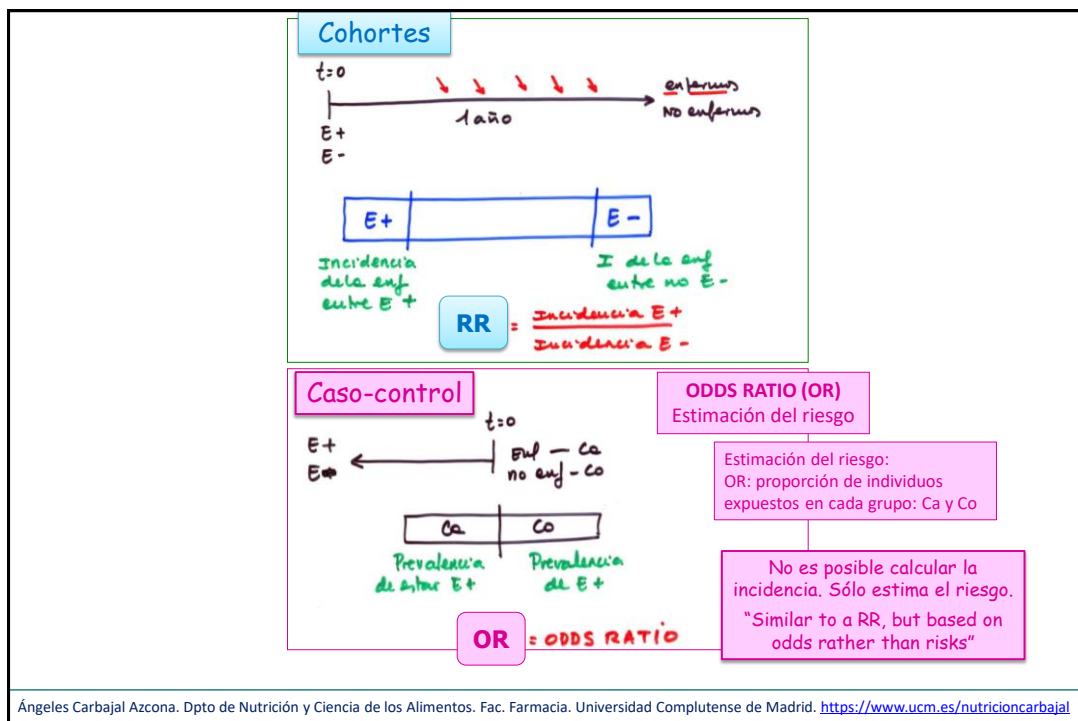 Cohortes
t=0
1 año
enfermos
No enfermos
E+
E-
E+
E-
Incidencia
de la enf
entre E+
I de la enf
entre no E-
RR = Incidencia E+
Incidencia E-
Caso-control
t=0
E+
E-
Enf - Ca
no enf - Co
Ca
Co
Prevalencia
de estar E+
Prevalencia
de E+
OR = ODDS RATIO
ODDS RATIO (OR)
Estimación del riesgo
Estimación del riesgo:
OR: proporción de individuos
expuestos en cada grupo: Ca y Co
No es posible calcular la
incidencia. Sólo estima el riesgo.
“Similar to a RR, but based on
odds rather than risks”
Ángeles Carbajal Azcona. Dpto de Nutrición y Ciencia de los Alimentos. Fac. Farmacia. Universidad Complutense de Madrid. https://www.ucm.es/nutricioncarbajal